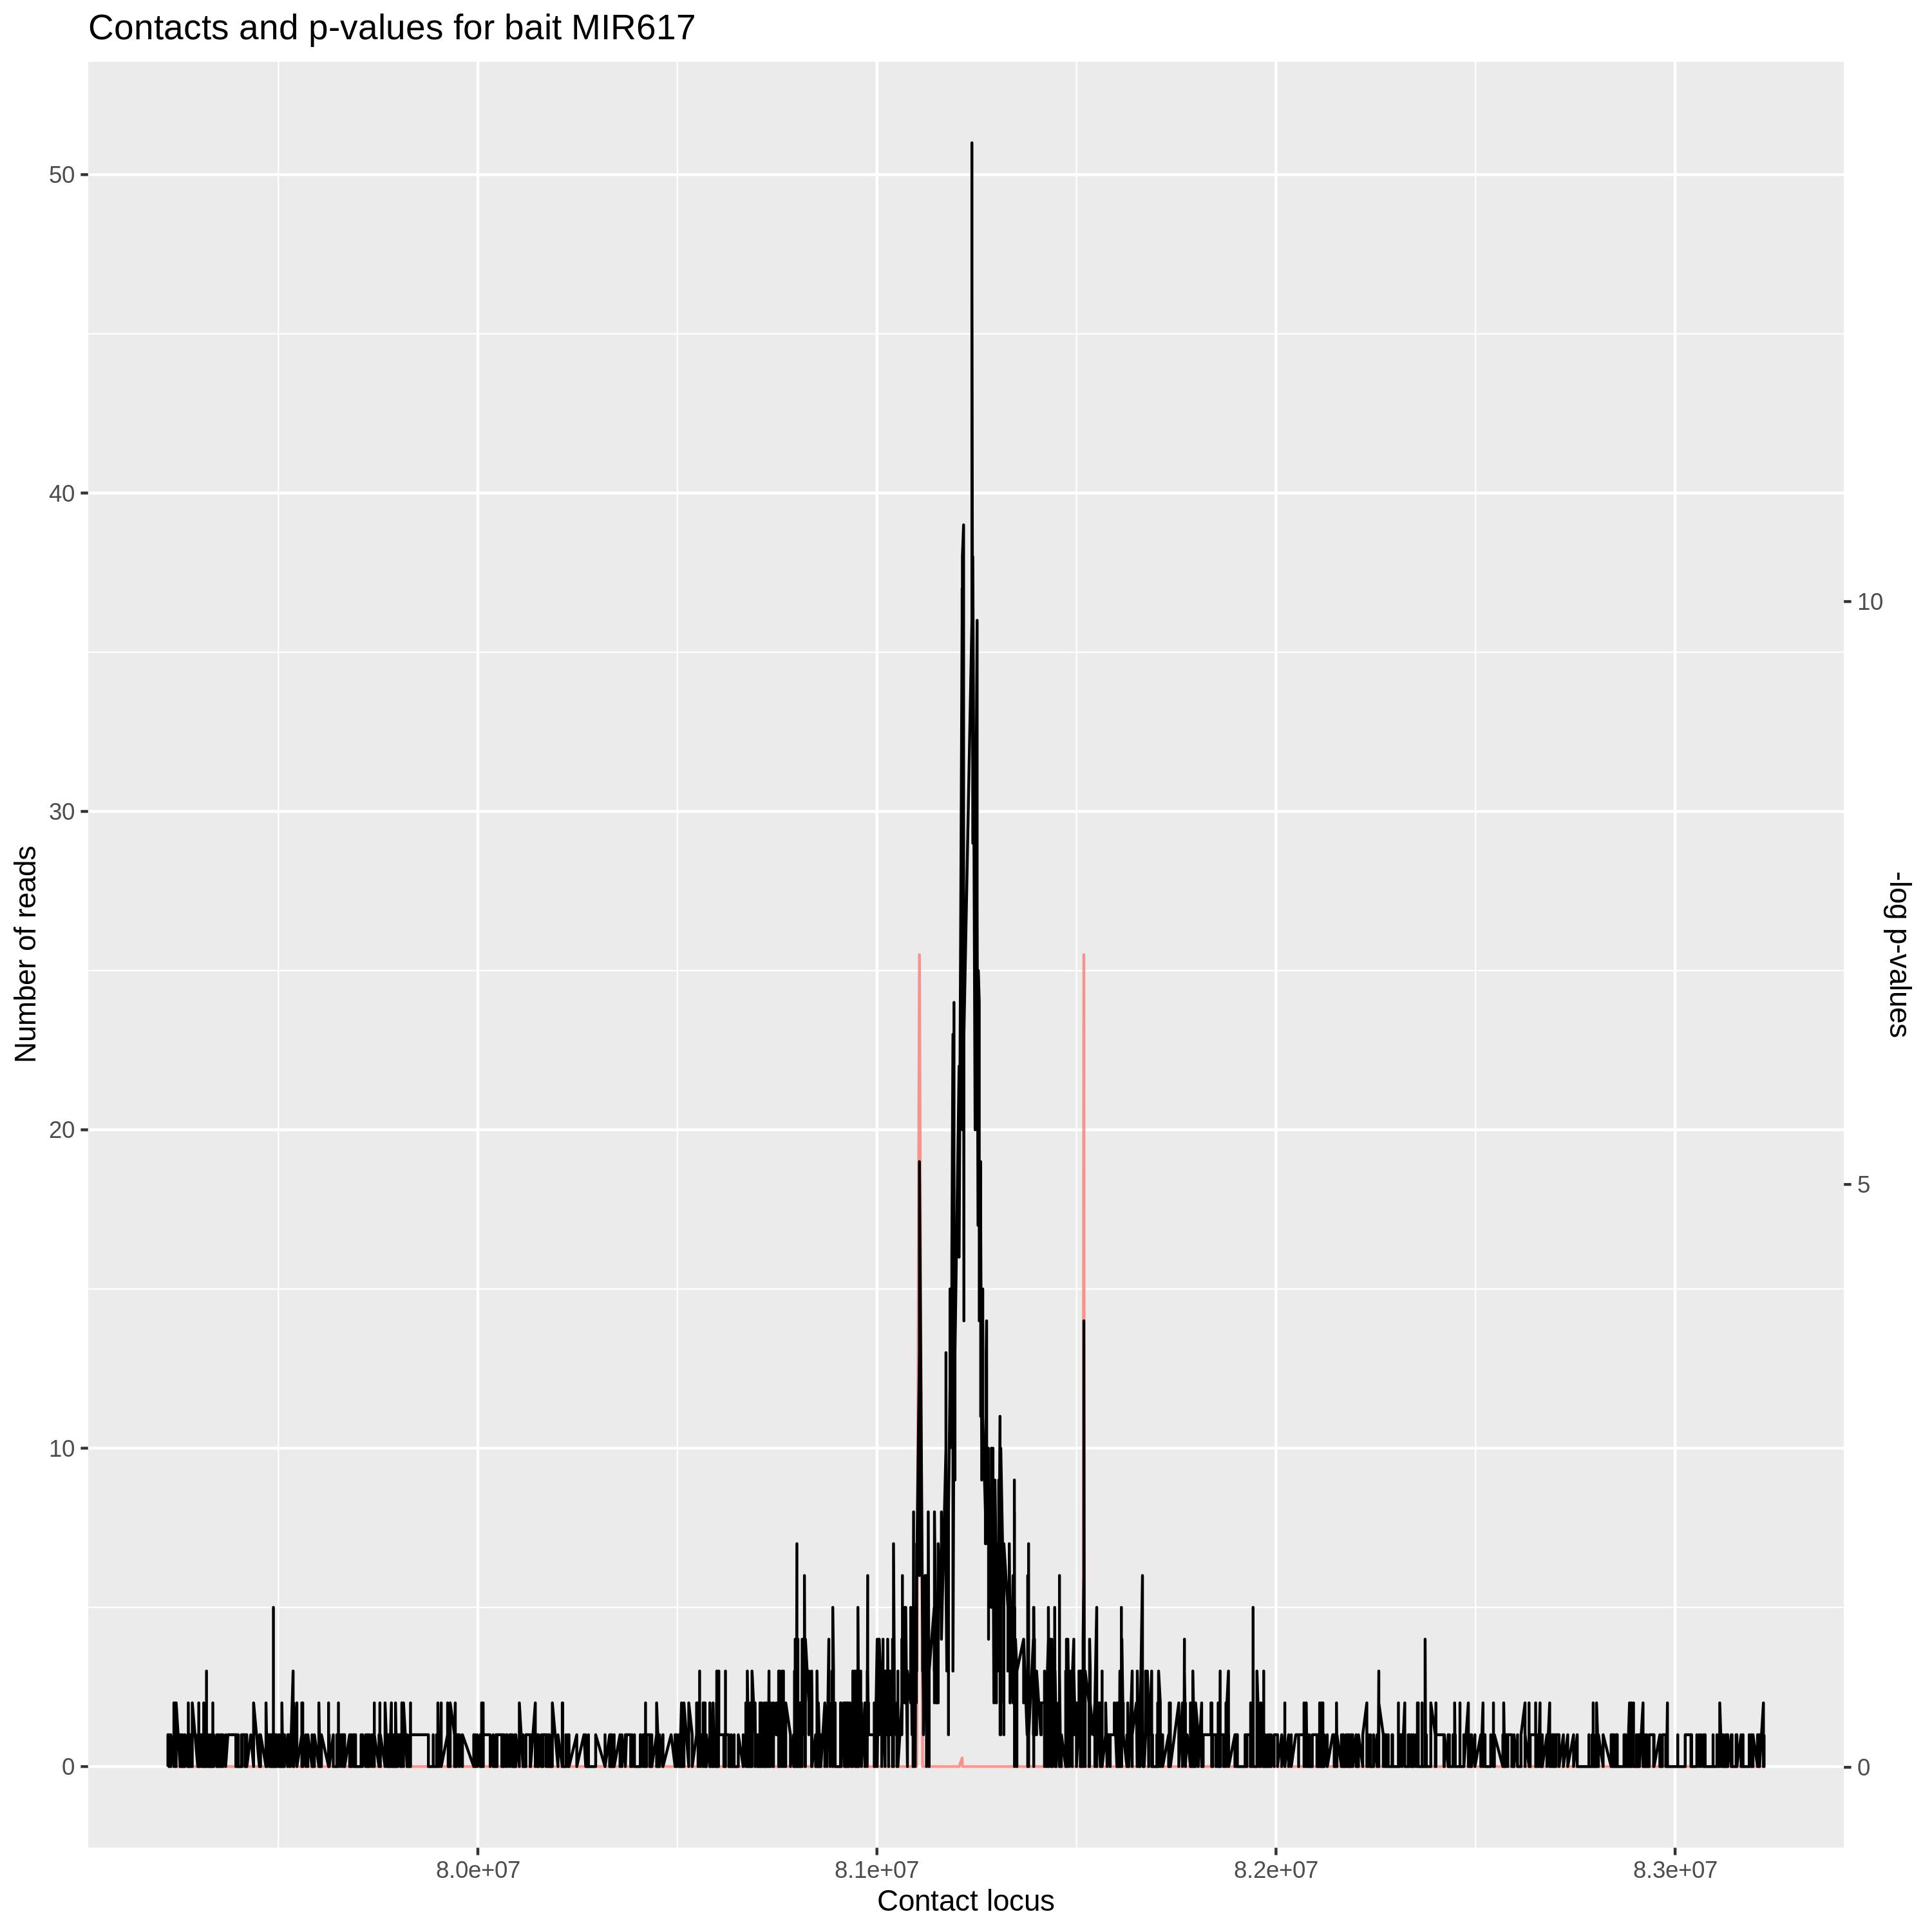 Contacts and p-values for bait MIR617
50
40
30
20
10
0
Number of reads
10
5
0
-log p-values
8.0e+07
8.1e+07
8.2e+07
8.3e+07
Contact locus